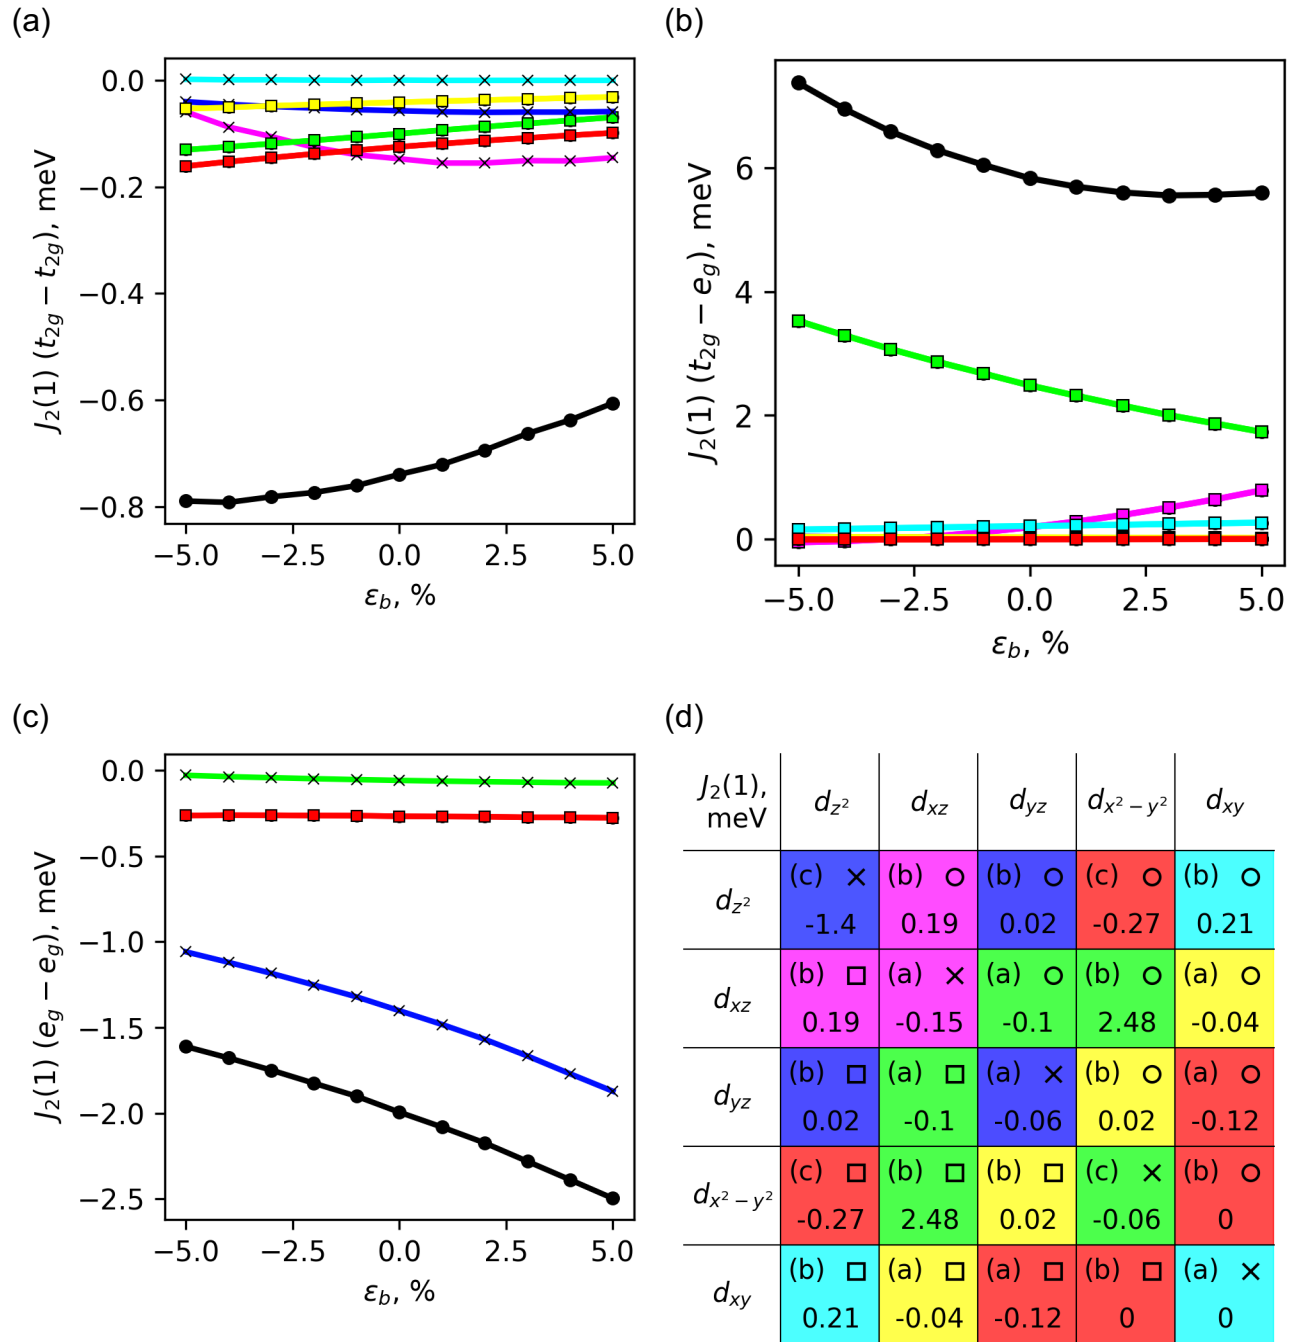 (a)
0.0
−0.2
−0.4
−0.6
−0.8
J₂(1) (t₂g − t₂g), meV
−5.0 −2.5 0.0 2.5 5.0
εb, %
(b)
6
4
2
0
J₂(1) (t₂g − eg), meV
−5.0 −2.5 0.0 2.5 5.0
εb, %
(c)
0.0
−0.5
−1.0
−1.5
−2.0
−2.5
J₂(1) (eg − eg), meV
−5.0 −2.5 0.0 2.5 5.0
εb, %
(d)
J₂(1), meV dz² dxz dyz dx² − y² dxy
dz² (c) × (b) ○ (b) ○ (c) ○ (b) ○
-1.4 0.19 0.02 -0.27 0.21
dxz (b) □ (a) × (a) ○ (b) ○ (a) ○
0.19 -0.15 -0.1 2.48 -0.04
dyz (b) □ (a) □ (a) × (b) ○ (a) ○
0.02 -0.1 -0.06 0.02 -0.12
dx² − y² (c) □ (b) □ (b) □ (c) × (b) ○
-0.27 2.48 0.02 -0.06 0
dxy (b) □ (a) □ (a) □ (b) □ (a) ×
0.21 -0.04 -0.12 0 0